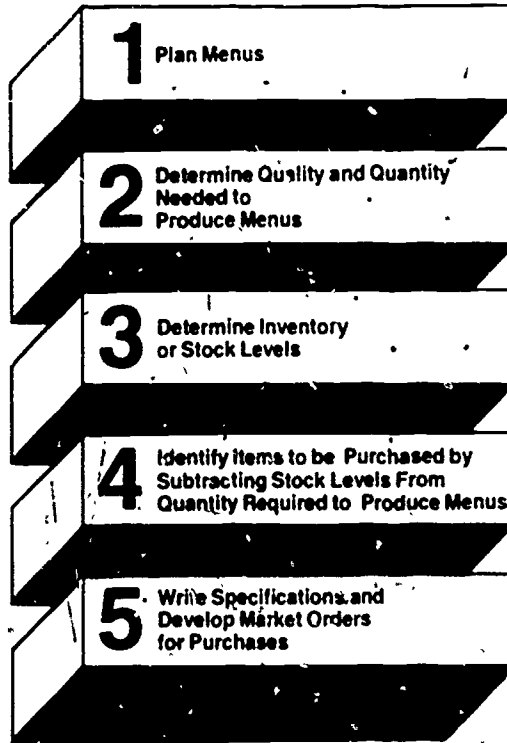 1 Plan Menus
2 Determine Quality and Quantity
Needed to
Produce Menus
3 Determine Inventory
or Stock Levels
4 Identify Items to be Purchased by
Subtracting Stock Levels From
Quantity Required to Produce Menus
5 Write Specifications and
Develop Market Orders
for Purchases